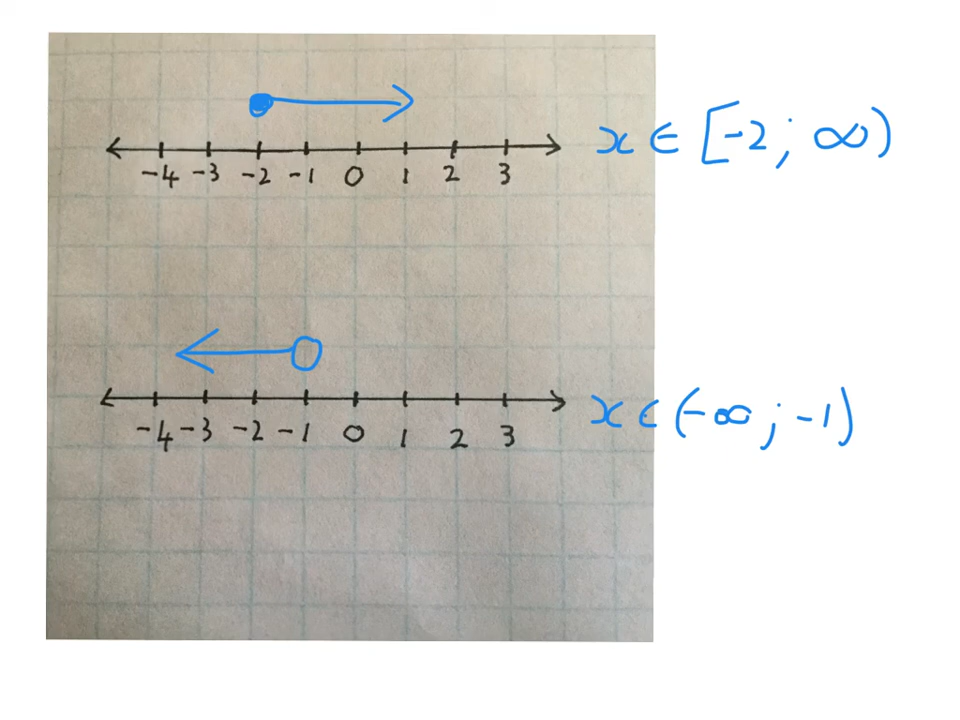 x ∈ [-2; ∞)
-4 -3 -2 -1 0 1 2 3
x ∈ (-∞; -1)
-4 -3 -2 -1 0 1 2 3